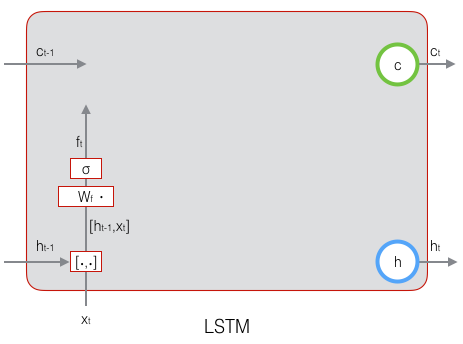 Ct-1
c
Ct
ft
σ
Wf ·
[ht-1,xt]
ht-1
[·,·]
h
ht
xt
LSTM